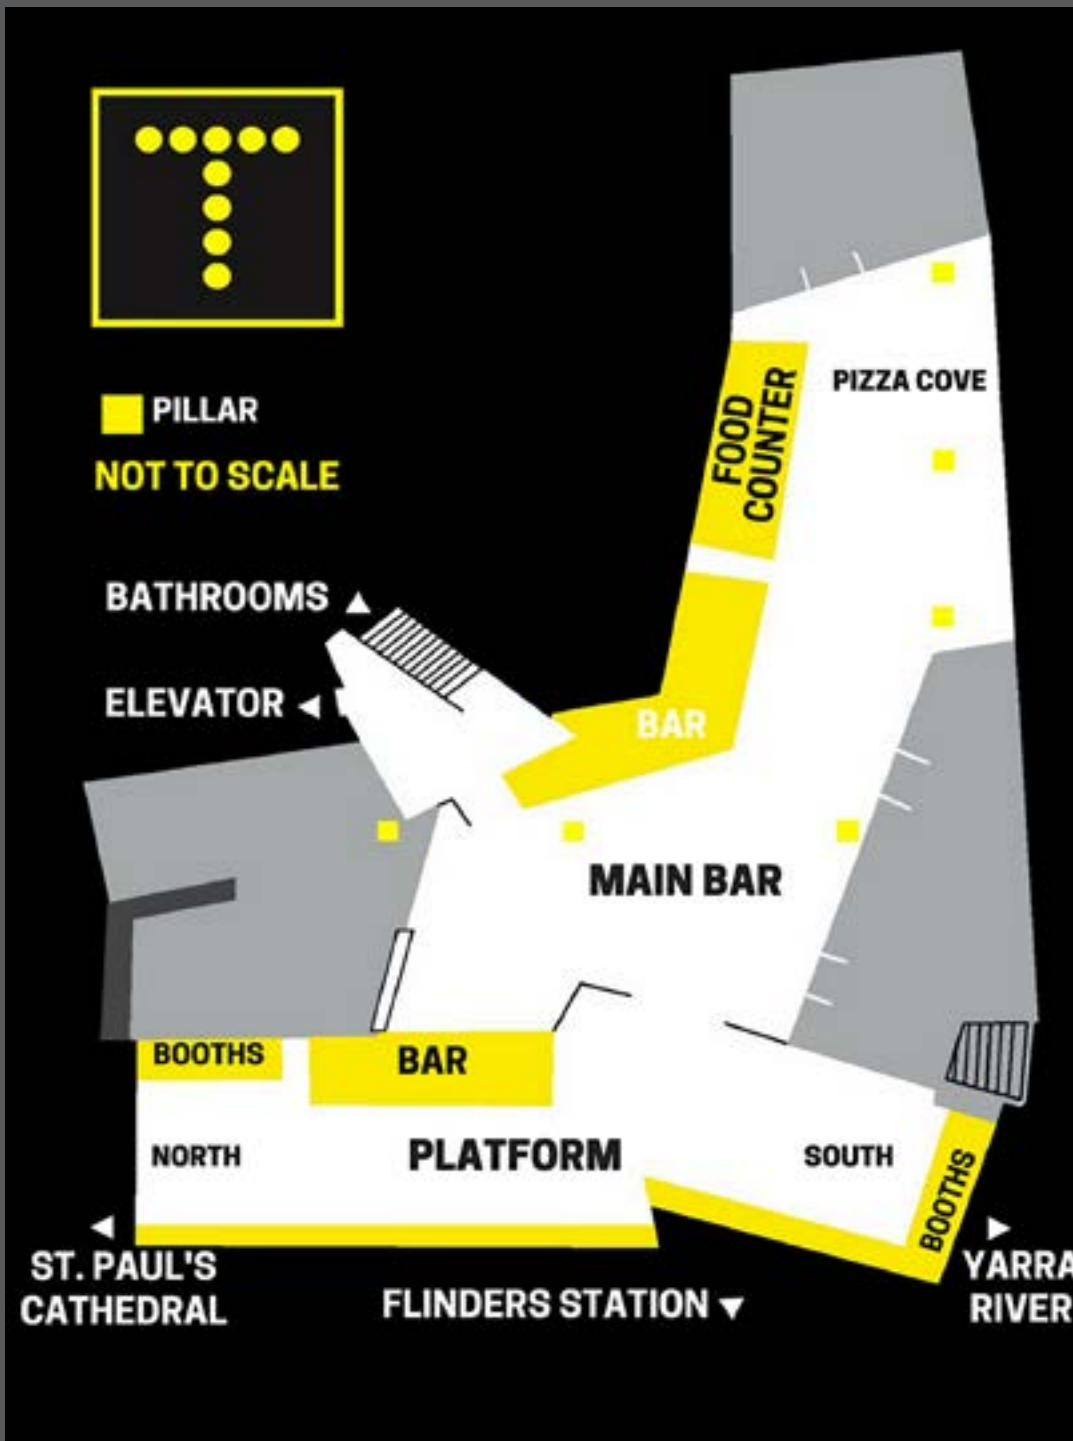 T
PILLAR
NOT TO SCALE
PIZZA COVE
FOOD
COUNTER
BATHROOMS
ELEVATOR
BAR
MAIN BAR
BOOTHS
BAR
NORTH
PLATFORM
SOUTH
BOOTHS
ST. PAUL'S
CATHEDRAL
FLINDERS STATION
YARRA
RIVER